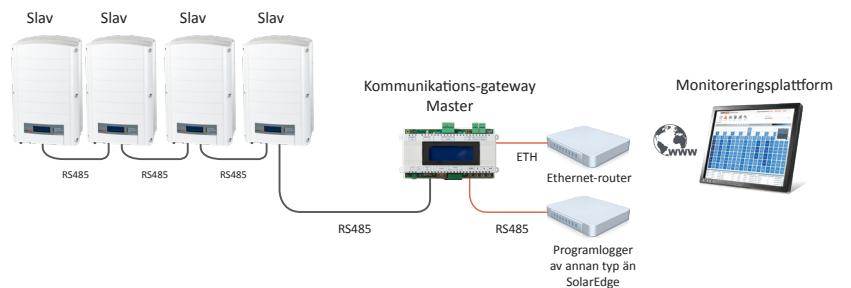 Slav
Slav
Slav
Slav
Kommunikations-gateway
Master
Monitoreringsplattform
RS485
RS485
RS485
ETH
Ethernet-router
www
RS485
RS485
Programlogger
av annan typ än
SolarEdge